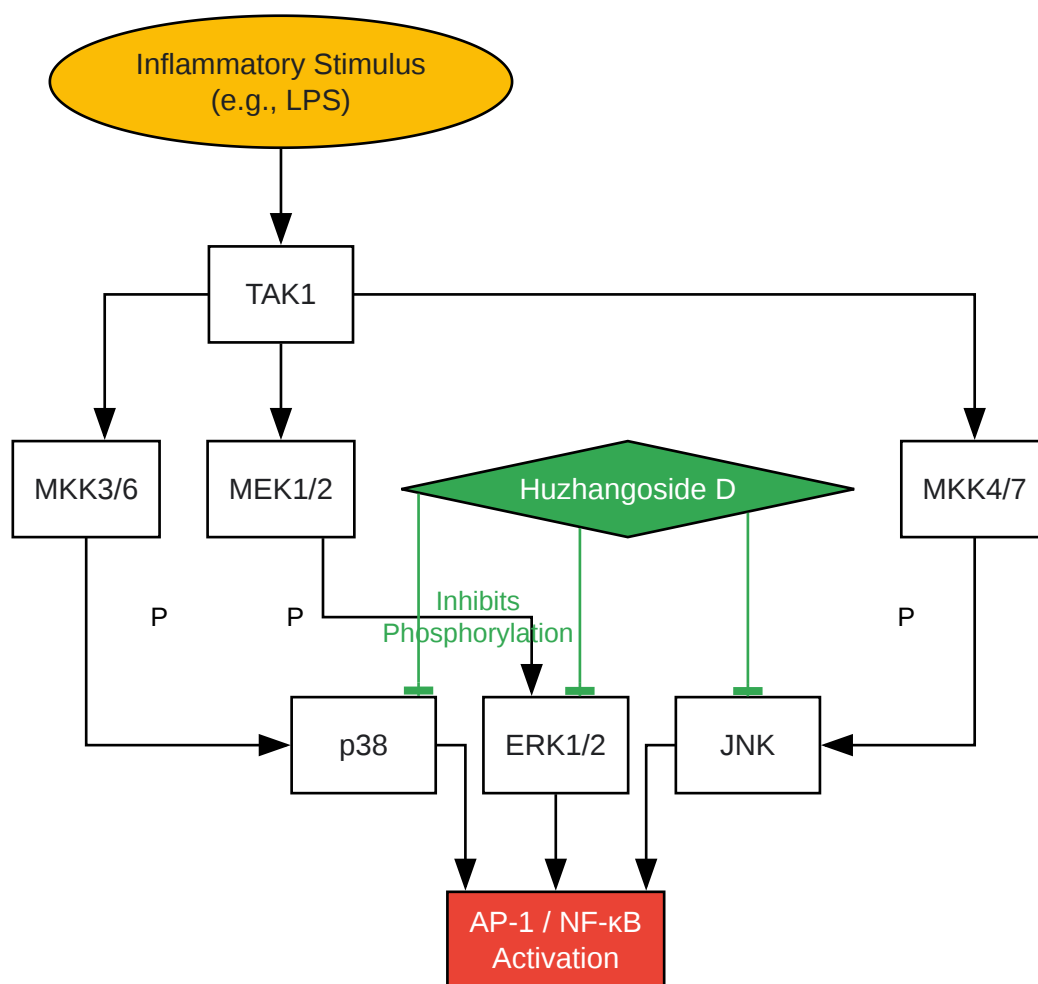 Inflammatory Stimulus
(e.g., LPS)
TAK1
MKK3/6
MEK1/2
Huzhangoside D
MKK4/7
Inhibits
Phosphorylation
P
P
P
p38
ERK1/2
JNK
AP-1 / NF-κB
Activation